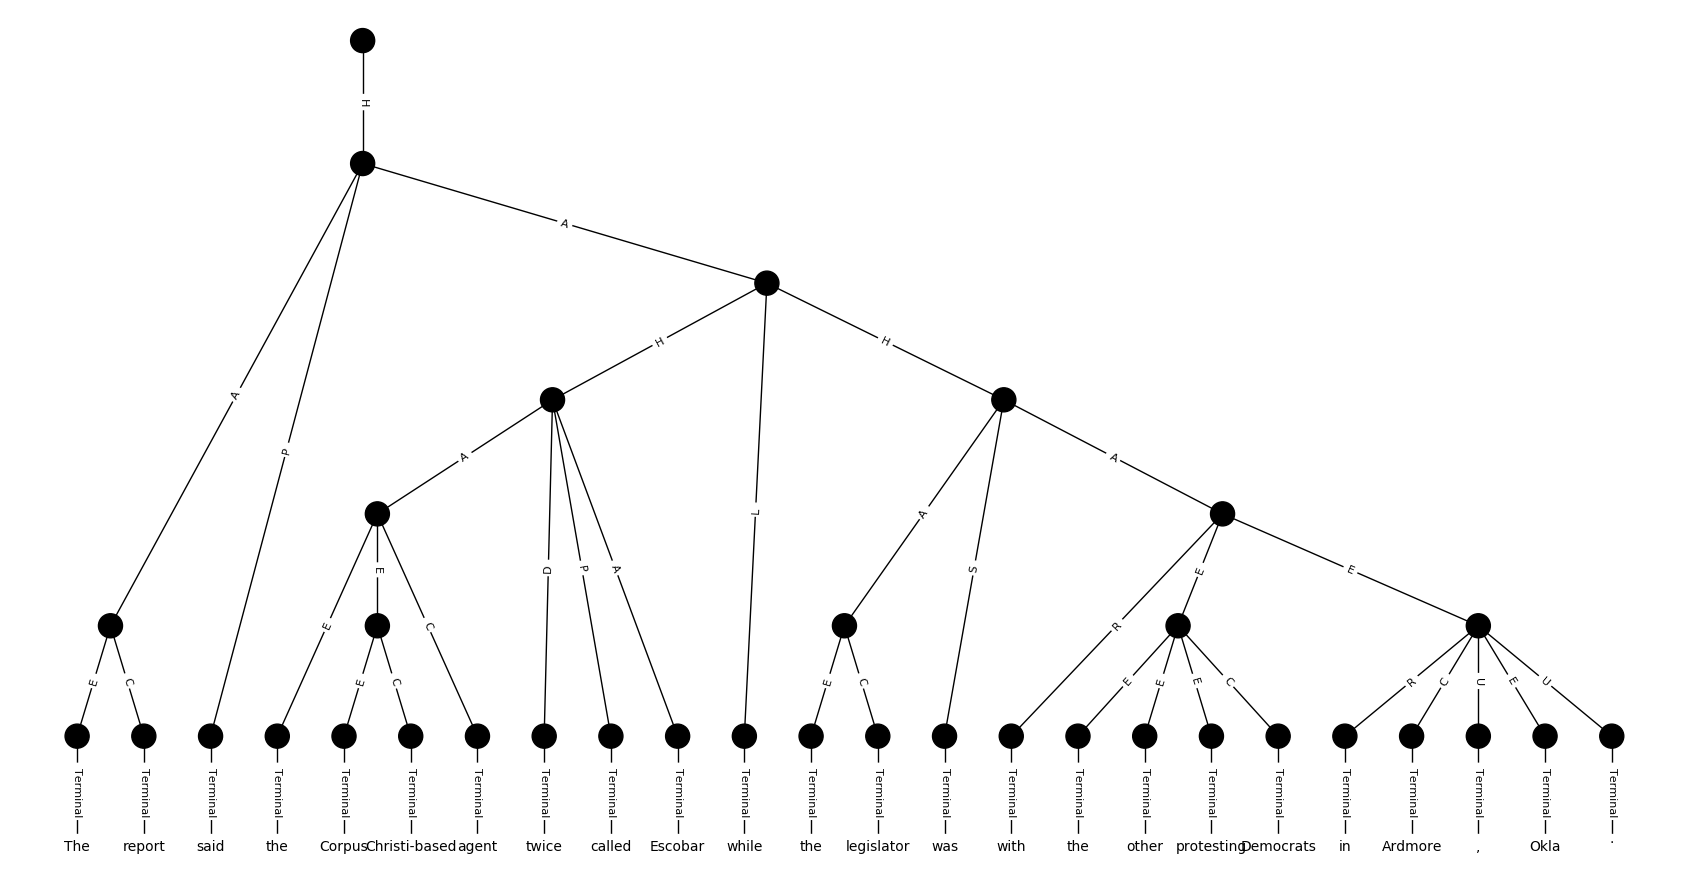 H
A
A
P
H
H
A
D
P
A
L
A
S
A
E
E
C
R
E
E
E
C
E
C
E
C
E
E
E
C
R
C
U
E
U
Terminal Terminal Terminal Terminal Terminal Terminal Terminal Terminal Terminal Terminal Terminal Terminal Terminal Terminal Terminal Terminal Terminal Terminal Terminal Terminal Terminal Terminal Terminal Terminal
The report said the Corpus Christi-based agent twice called Escobar while the legislator was with the other protesting Democrats in Ardmore , Okla .